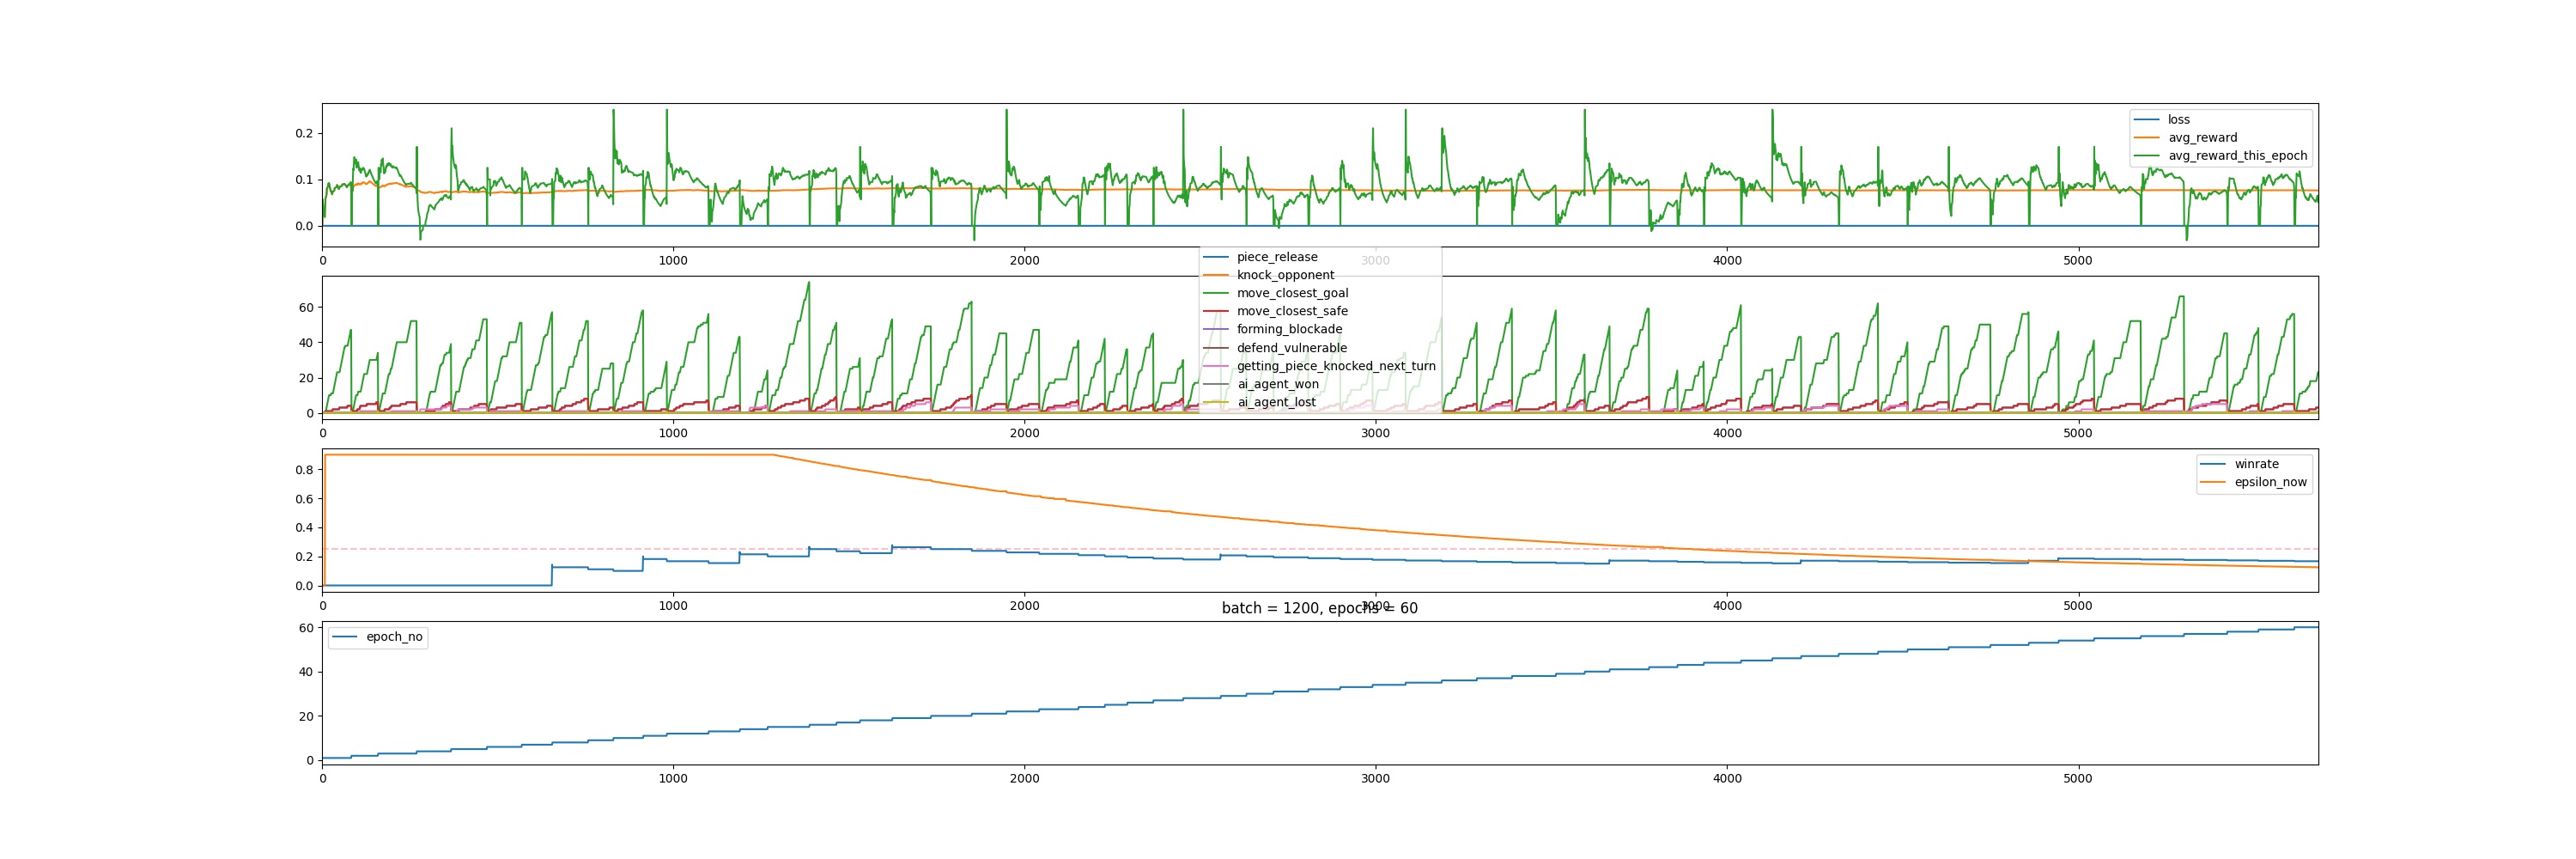 0.2
0.1
0.0
loss
avg_reward
avg_reward_this_epoch
0 1000 2000 3000 4000 5000
60
40
20
0
piece_release
knock_opponent
move_closest_goal
move_closest_safe
forming_blockade
defend_vulnerable
getting_piece_knocked_next_turn
ai_agent_won
ai_agent_lost
0 1000 2000 3000 4000 5000
0.8
0.6
0.4
0.2
0.0
winrate
epsilon_now
0 1000 2000 3000 4000 5000
batch = 1200, epochs = 60
60
40
20
0
epoch_no
0 1000 2000 3000 4000 5000